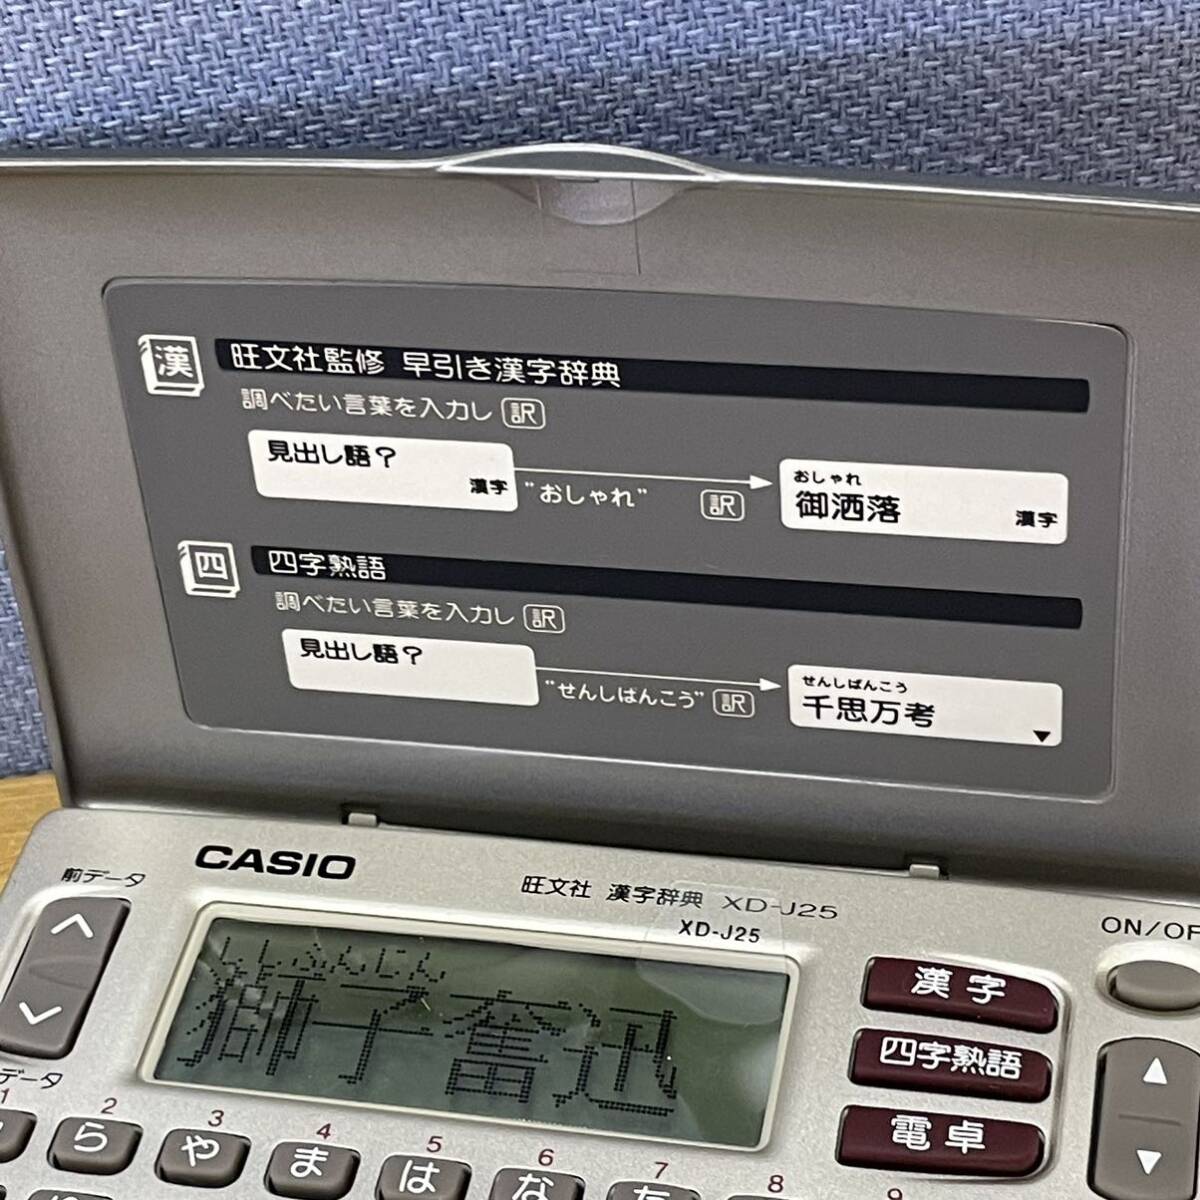 漢 旺文社監修 早引き漢字辞典
調べたい言葉を入力し 訳
見出し語?
漢字
"おしゃれ" 訳
おしゃれ
御洒落
漢字
四 四字熟語
調べたい言葉を入力し 訳
見出し語?
"せんしばんこう" 訳
せんしばんこう
千思万考
▼
CASIO
旺文社 漢字辞典 XD-J25
XD-J25
前データ
ON/OF
ししふんじん
獅子奮迅
漢字
四字熟語
電卓
データ
1 2 3 4 5 6 7 8 9
ら や ま は な